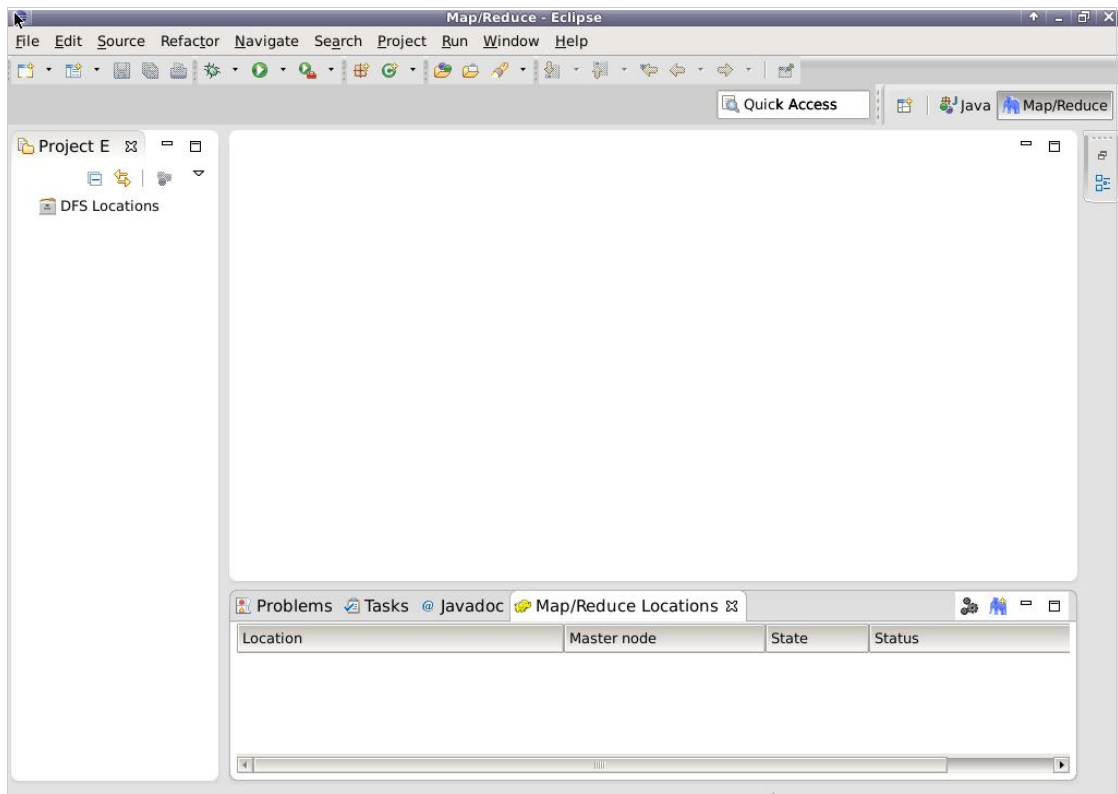 Map/Reduce - Eclipse
File Edit Source Refactor Navigate Search Project Run Window Help
Quick Access
Java
Map/Reduce
Project E
DFS Locations
Problems
Tasks
@ Javadoc
Map/Reduce Locations
Location
Master node
State
Status